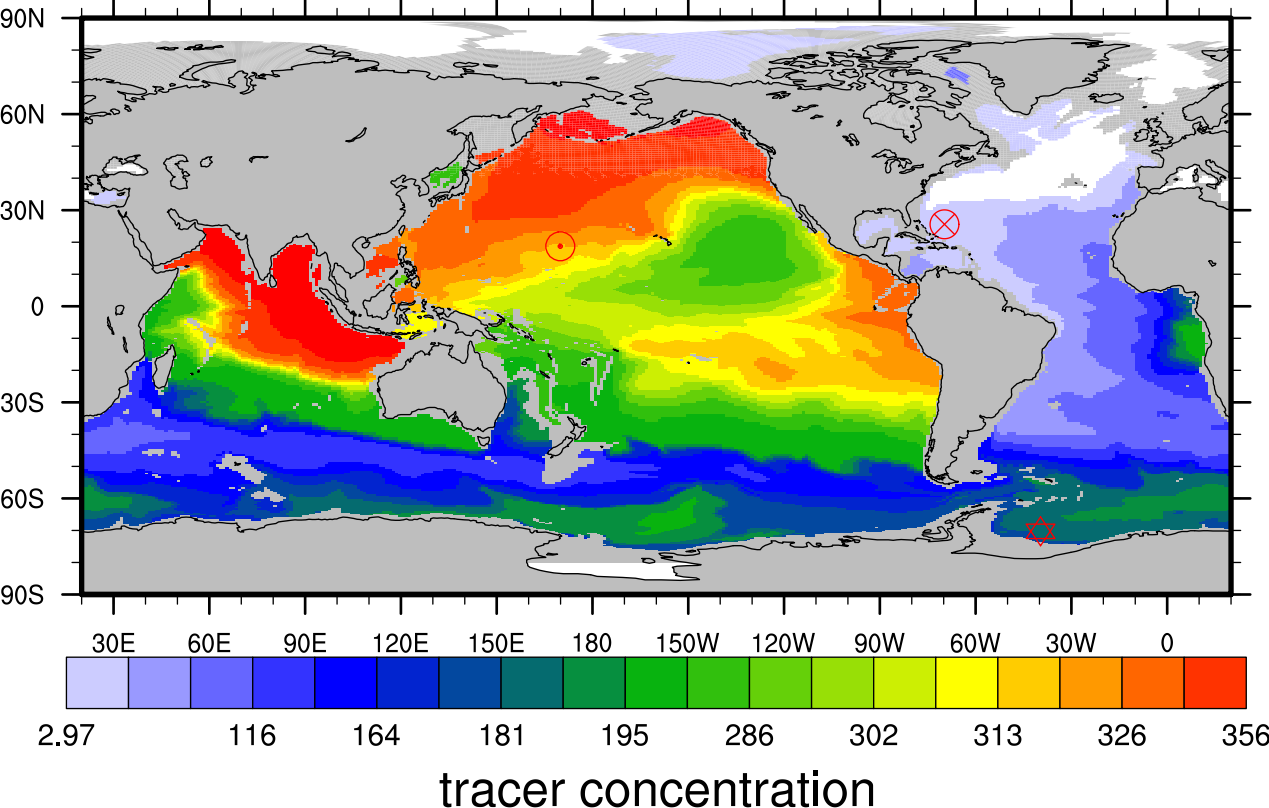 90N
60N
30N
0
30S
60S
90S
30E 60E 90E 120E 150E 180 150W 120W 90W 60W 30W 0
2.97 116 164 181 195 286 302 313 326 356
tracer concentration